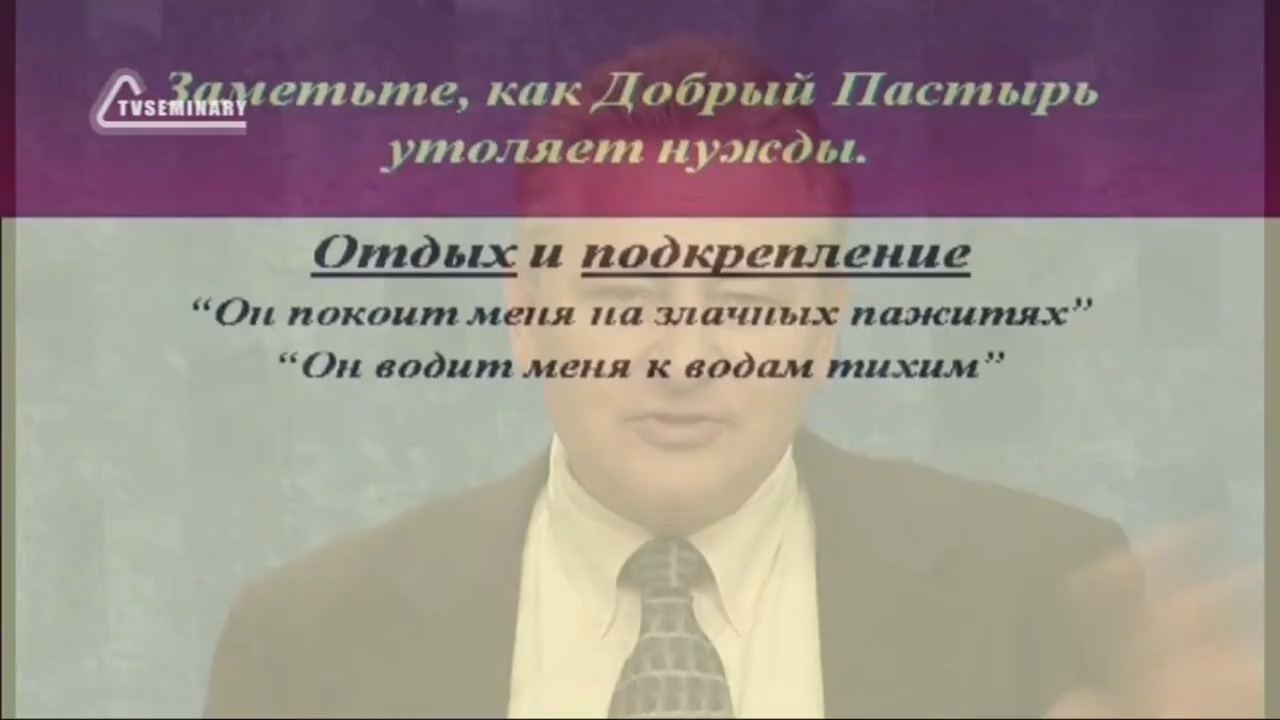 Заметьте, как Добрый Пастырь
TVSEMINARY
утоляет нужды.
Отдых и подкрепление
“Он покоит меня на злачных пажитях”
“Он водит меня к водам тихим”